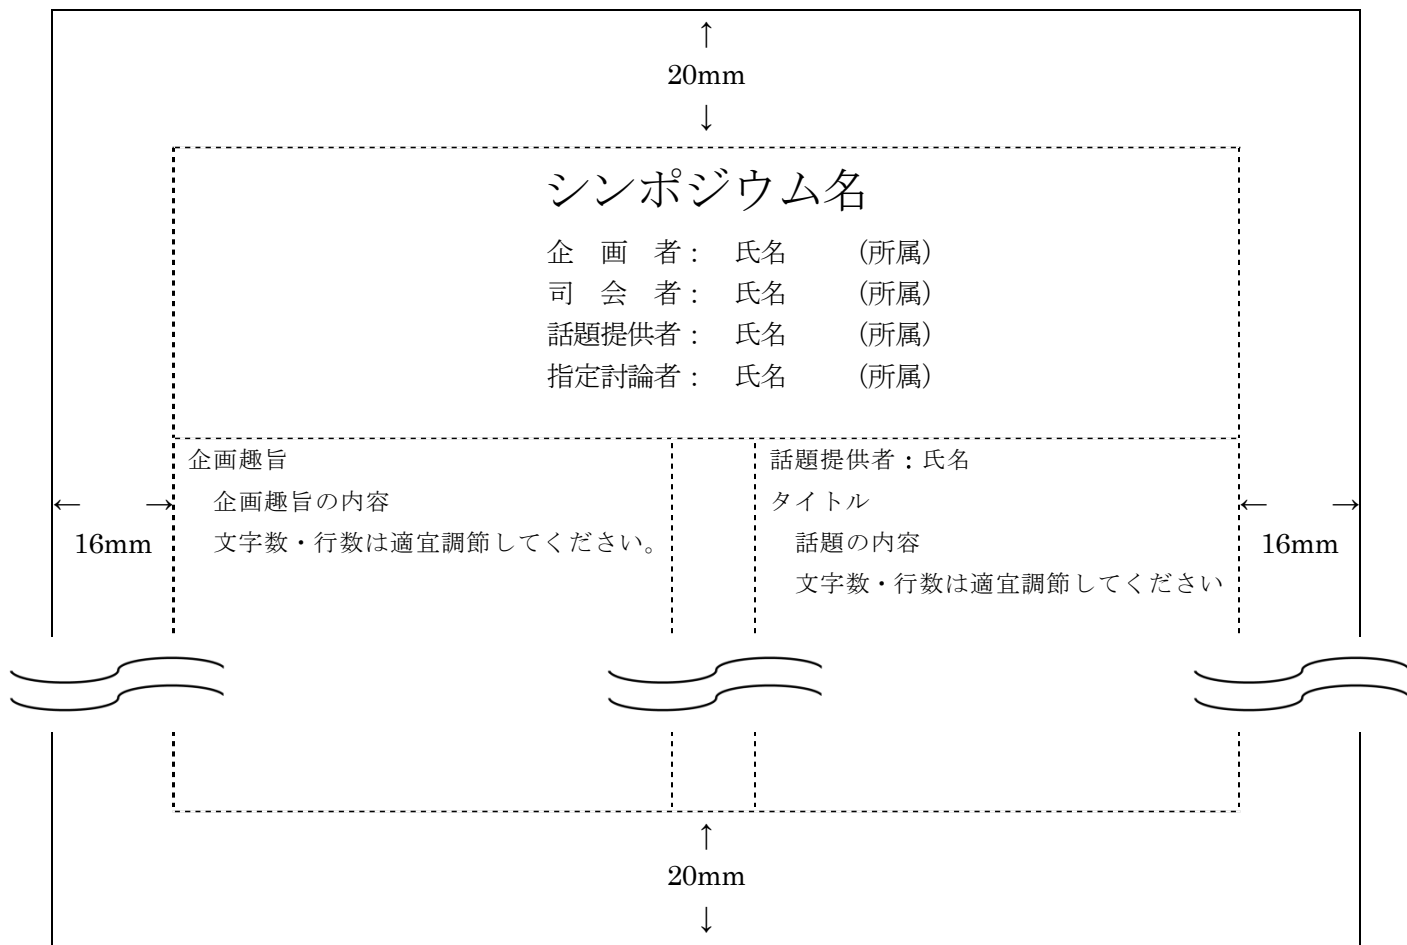 ↑
20mm
↓
シンポジウム名
企　画　者：　氏名　　（所属）
司　会　者：　氏名　　（所属）
話題提供者：　氏名　　（所属）
指定討論者：　氏名　　（所属）
企画趣旨
企画趣旨の内容
文字数・行数は適宜調節してください。
話題提供者：氏名
タイトル
話題の内容
文字数・行数は適宜調節してください
←　→
16mm
←　→
16mm
↑
20mm
↓